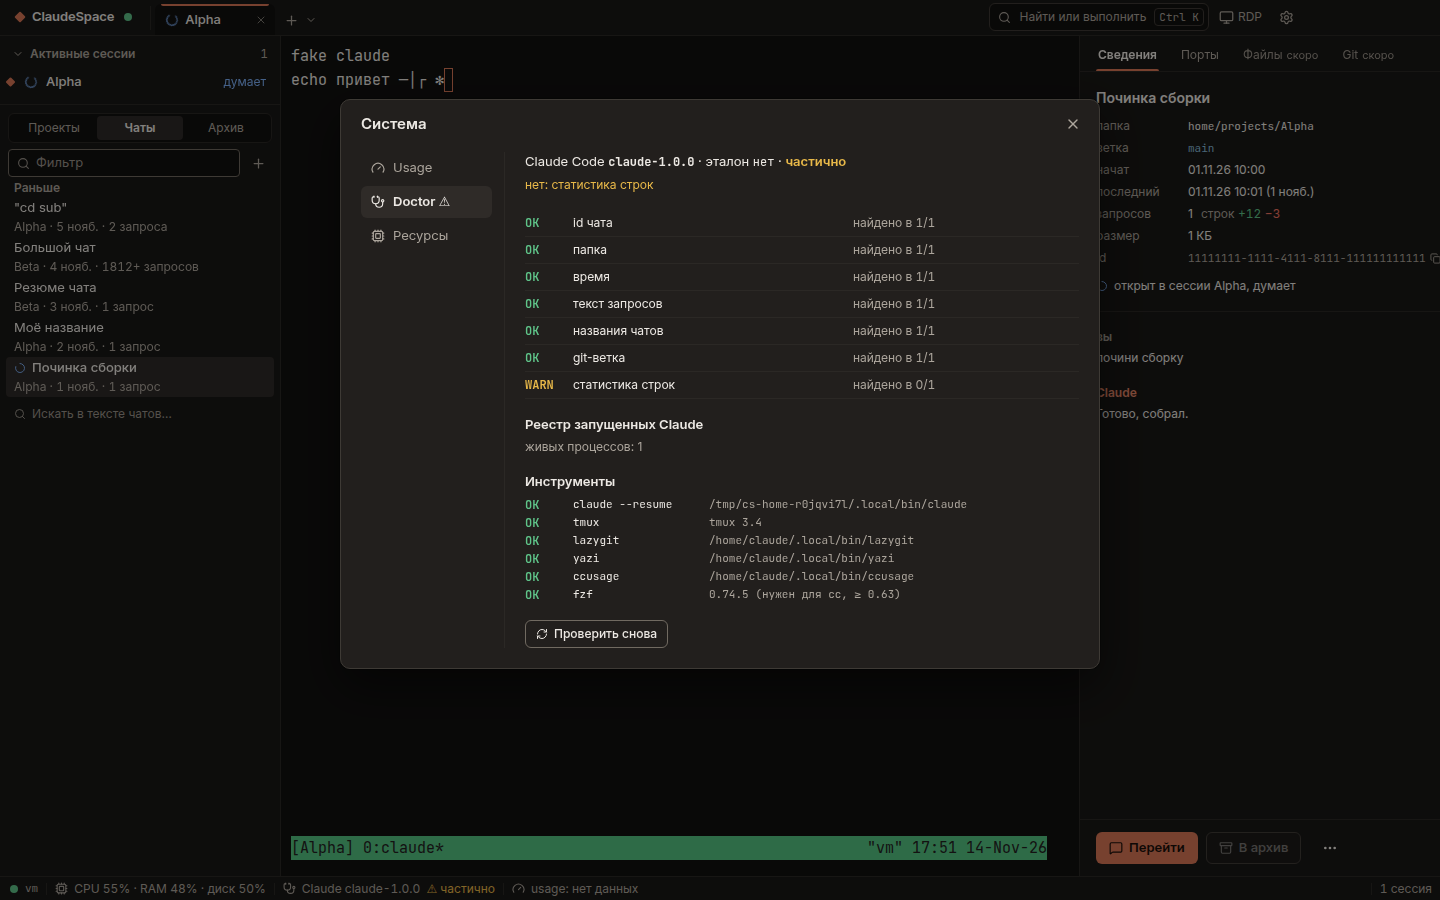 ClaudeSpace
Alpha
Найти или выполнить Ctrl K
RDP
Активные сессии 1
Alpha думает
Проекты Чаты Архив
Фильтр
Раньше
"cd sub"
Alpha · 5 нояб. · 2 запроса
Большой чат
Beta · 4 нояб. · 1812+ запросов
Резюме чата
Beta · 3 нояб. · 1 запрос
Моё название
Alpha · 2 нояб. · 1 запрос
Починка сборки
Alpha · 1 нояб. · 1 запрос
Искать в тексте чатов...
fake claude
echo привет ─│┌ ✻
Система
Usage
Doctor ⚠
Ресурсы
Claude Code claude-1.0.0 · эталон нет · частично
нет: статистика строк
OK id чата найдено в 1/1
OK папка найдено в 1/1
OK время найдено в 1/1
OK текст запросов найдено в 1/1
OK названия чатов найдено в 1/1
OK git-ветка найдено в 1/1
WARN статистика строк найдено в 0/1
Реестр запущенных Claude
живых процессов: 1
Инструменты
OK claude --resume /tmp/cs-home-r0jqvi7l/.local/bin/claude
OK tmux tmux 3.4
OK lazygit /home/claude/.local/bin/lazygit
OK yazi /home/claude/.local/bin/yazi
OK ccusage /home/claude/.local/bin/ccusage
OK fzf 0.74.5 (нужен для cc, ≥ 0.63)
Проверить снова
[Alpha] 0:claude* "vm" 17:51 14-Nov-26
Сведения Порты Файлы скоро Git скоро
Починка сборки
папка home/projects/Alpha
ветка main
начат 01.11.26 10:00
последний 01.11.26 10:01 (1 нояб.)
запросов 1 строк +12 −3
размер 1 КБ
id 11111111-1111-4111-8111-111111111111
открыт в сессии Alpha, думает
вы
почини сборку
Claude
Готово, собрал.
Перейти В архив
vm CPU 55% · RAM 48% · диск 50% Claude claude-1.0.0 ⚠ частично usage: нет данных 1 сессия